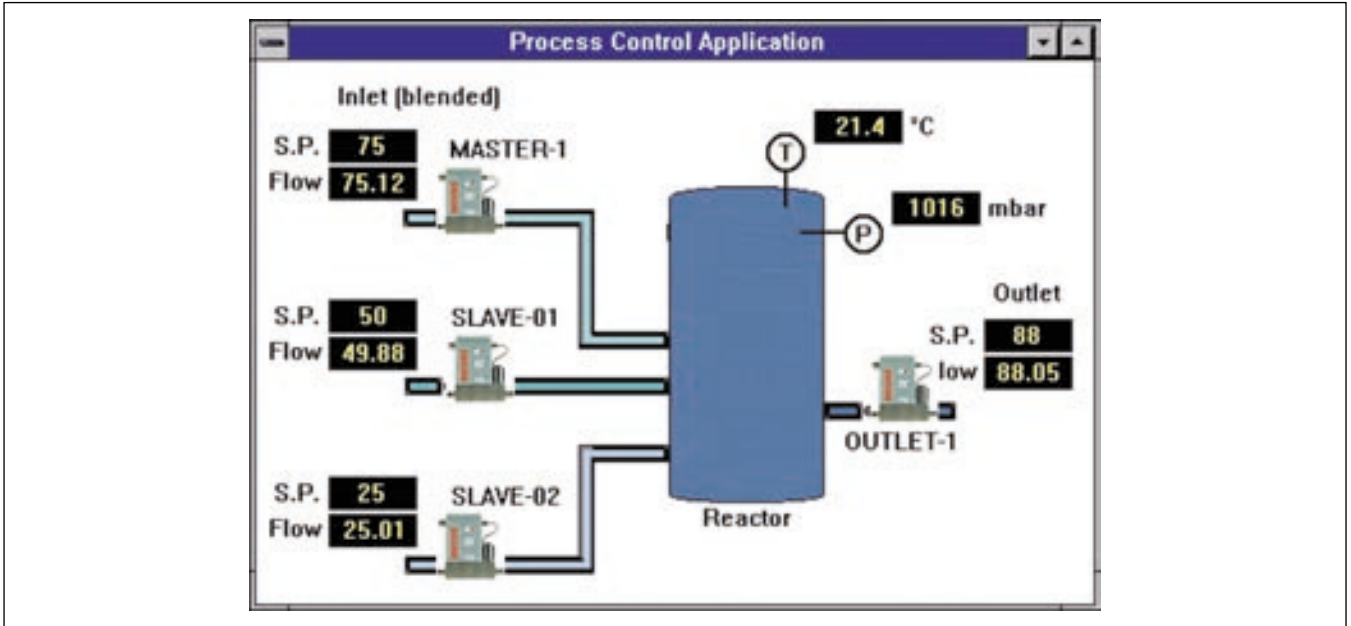 Process Control Application
Inlet (blended)
S.P. 75
MASTER-1
Flow 75.12
21.4 °C
T
1016 mbar
P
S.P. 50
SLAVE-01
Flow 49.88
Outlet
S.P. 88
low 88.05
OUTLET-1
S.P. 25
SLAVE-02
Flow 25.01
Reactor